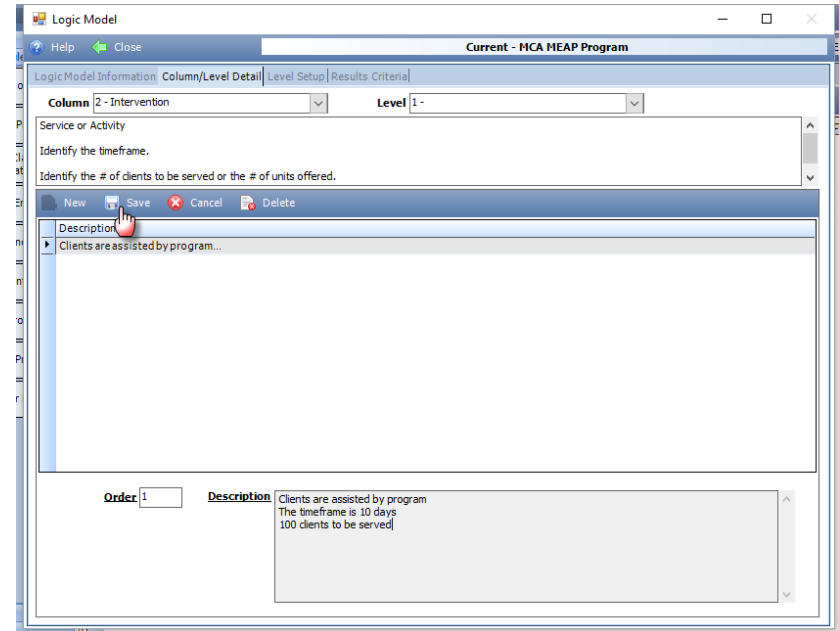 Logic Model
Help Close Current - MCA MEAP Program
Logic Model Information Column/Level Detail Level Setup Results Criteria
Column 2 - Intervention Level 1 -
Service or Activity
Identify the timeframe.
Identify the # of clients to be served or the # of units offered.
New Save Cancel Delete
Description
Clients are assisted by program...
Order 1 Description Clients are assisted by program
The timeframe is 10 days
100 clients to be served